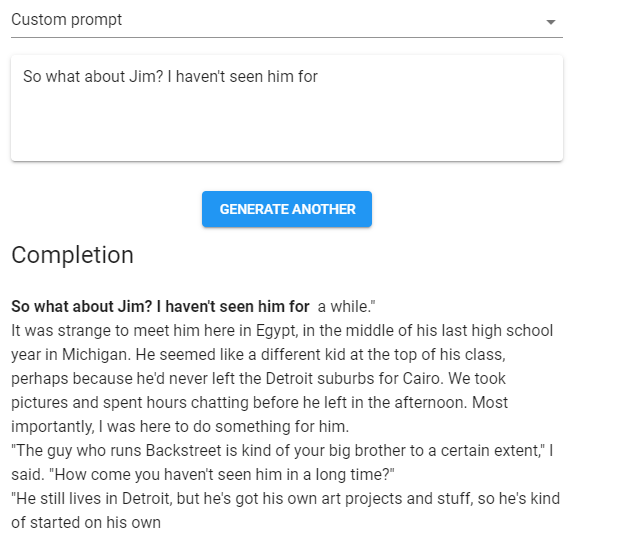 Custom prompt
So what about Jim? I haven't seen him for
GENERATE ANOTHER
Completion
So what about Jim? I haven't seen him for a while."
It was strange to meet him here in Egypt, in the middle of his last high school
year in Michigan. He seemed like a different kid at the top of his class,
perhaps because he'd never left the Detroit suburbs for Cairo. We took
pictures and spent hours chatting before he left in the afternoon. Most
importantly, I was here to do something for him.
"The guy who runs Backstreet is kind of your big brother to a certain extent," I
said. "How come you haven't seen him in a long time?"
"He still lives in Detroit, but he's got his own art projects and stuff, so he's kind
of started on his own